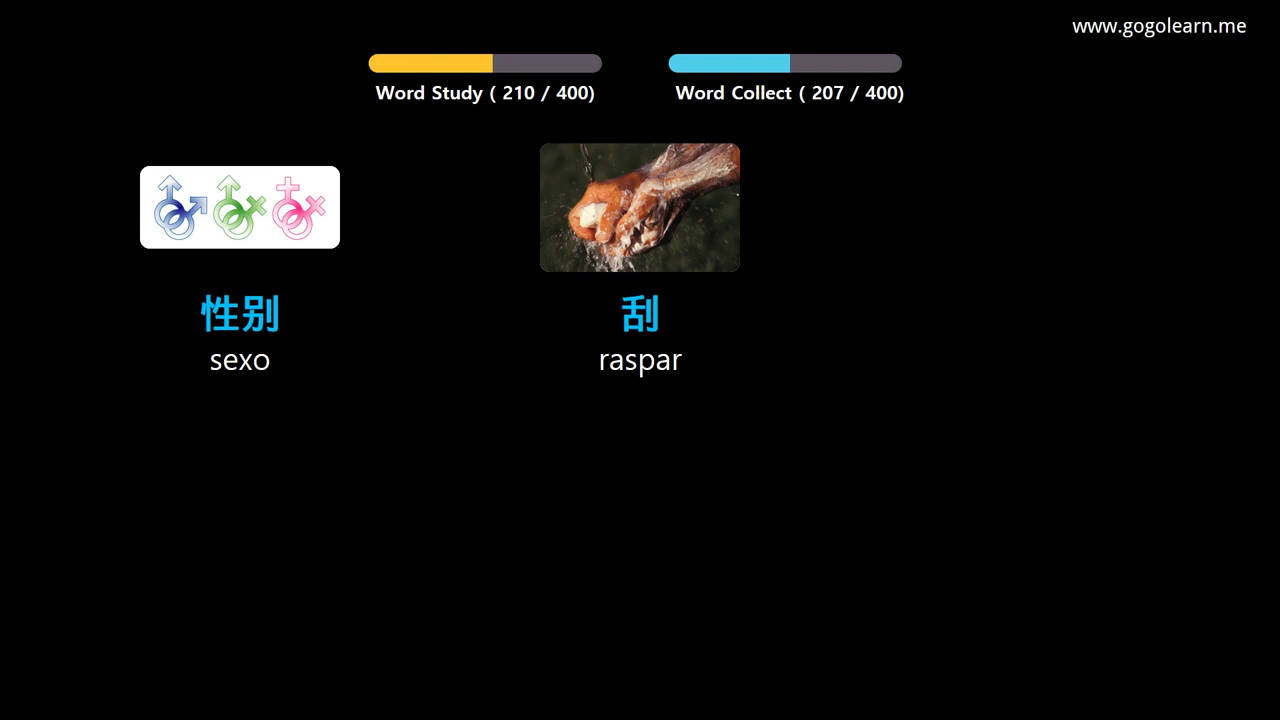 www.gogolearn.me
Word Study ( 210 / 400)
Word Collect ( 207 / 400)
性别
sexo
刮
raspar